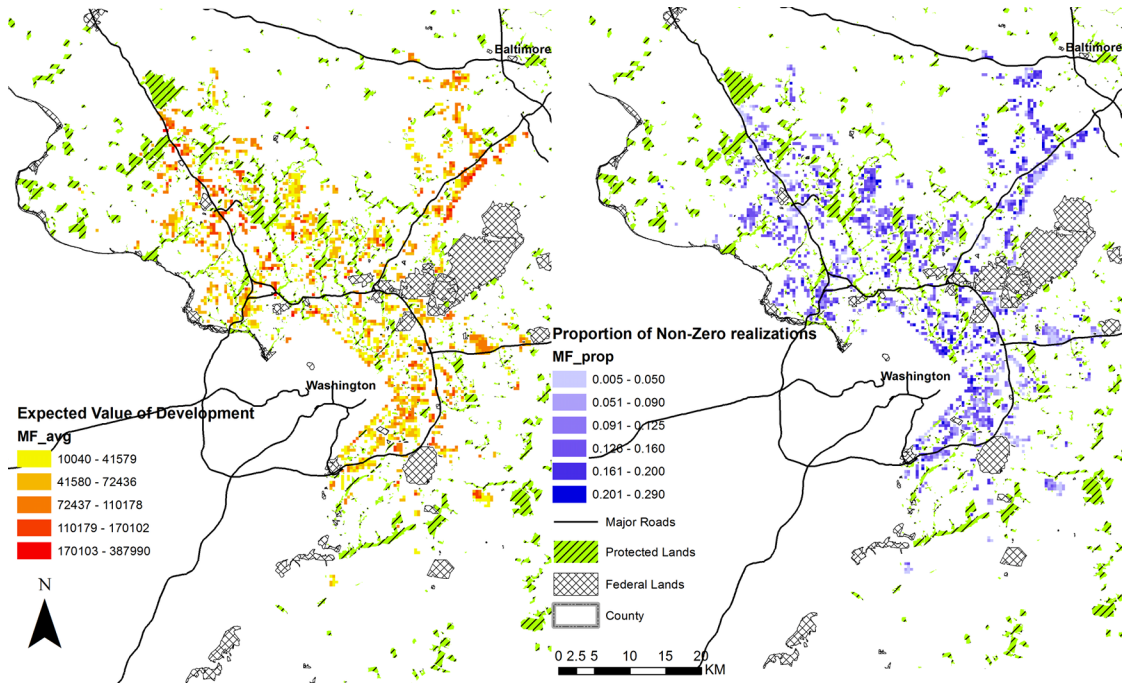 Baltimore
Washington
Expected Value of Development
MF_avg
10040 - 41579
41580 - 72436
72437 - 110178
110179 - 170102
170103 - 387990
N
Baltimore
Washington
Proportion of Non-Zero realizations
MF_prop
0.005 - 0.050
0.051 - 0.090
0.091 - 0.125
0.126 - 0.160
0.161 - 0.200
0.201 - 0.290
Major Roads
Protected Lands
Federal Lands
County
0 2.5 5 10 15 20
KM